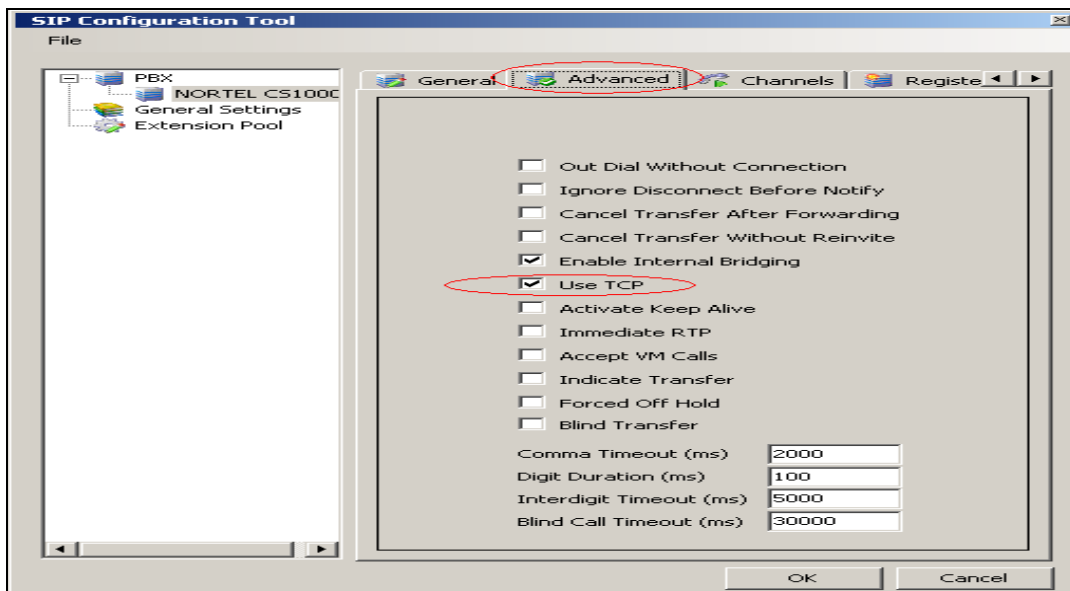 SIP Configuration Tool
File
PBX
NORTEL CS1000
General Settings
Extension Pool
General
Advanced
Channels
Registe
Out Dial Without Connection
Ignore Disconnect Before Notify
Cancel Transfer After Forwarding
Cancel Transfer Without Reinvite
Enable Internal Bridging
Use TCP
Activate Keep Alive
Immediate RTP
Accept VM Calls
Indicate Transfer
Forced Off Hold
Blind Transfer
Comma Timeout (ms) 2000
Digit Duration (ms) 100
Interdigit Timeout (ms) 5000
Blind Call Timeout (ms) 30000
OK
Cancel